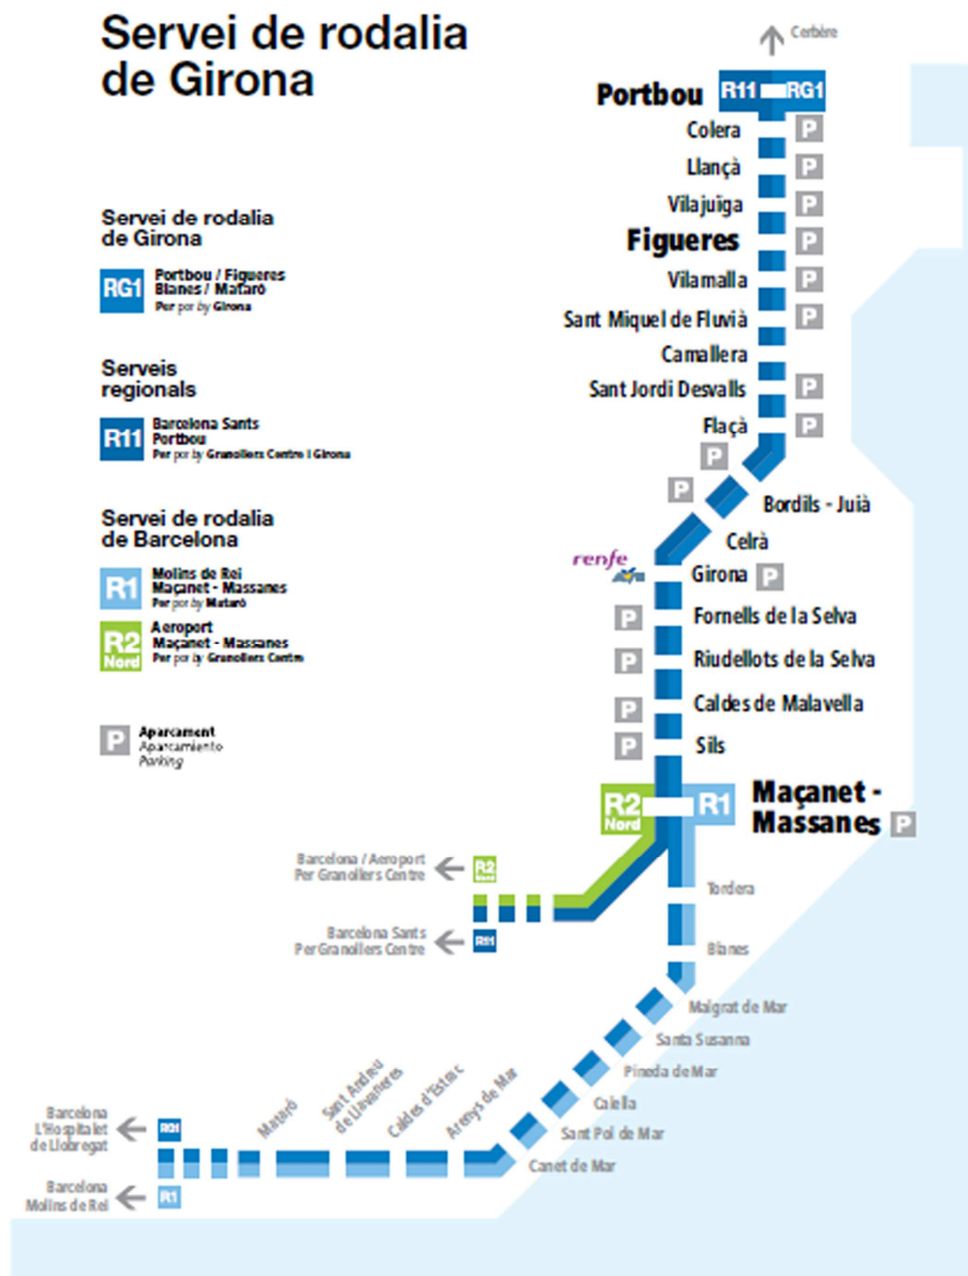 Servei de rodalia
de Girona
Cerbère
Portbou
R11
RG1
Colera
P
Llançà
P
Vilajuïga
P
Figueres
P
Vilamalla
P
Sant Miquel de Fluvià
P
Camallera
Sant Jordi Desvalls
P
Flaçà
P
P
P
Bordils - Juià
Celrà
renfe
Girona
P
P
Fornells de la Selva
P
Riudellots de la Selva
P
Caldes de Malavella
P
Sils
R2
Nord
R1
Maçanet -
Massanes
P
Servei de rodalia
de Girona
RG1
Portbou / Figueres
Blanes / Mataró
Per por by Girona
Serveis
regionals
R11
Barcelona Sants
Portbou
Per por by Granollers Centre i Girona
Servei de rodalia
de Barcelona
R1
Molins de Rei
Maçanet - Massanes
Per por by Mataró
R2
Nord
Aeroport
Maçanet - Massanes
Per por by Granollers Centre
P
Aparcament
Aparcamiento
Parking
Barcelona / Aeroport
Per Granollers Centre
R2
Nord
Barcelona Sants
Per Granollers Centre
R11
Tordera
Blanes
Malgrat de Mar
Santa Susanna
Pineda de Mar
Calella
Sant Pol de Mar
Canet de Mar
Arenys de Mar
Caldes d'Estrac
Sant Andreu
de Llavaneres
Mataró
Barcelona
L'Hospitalet
de Llobregat
RG1
Barcelona
Molins de Rei
R1